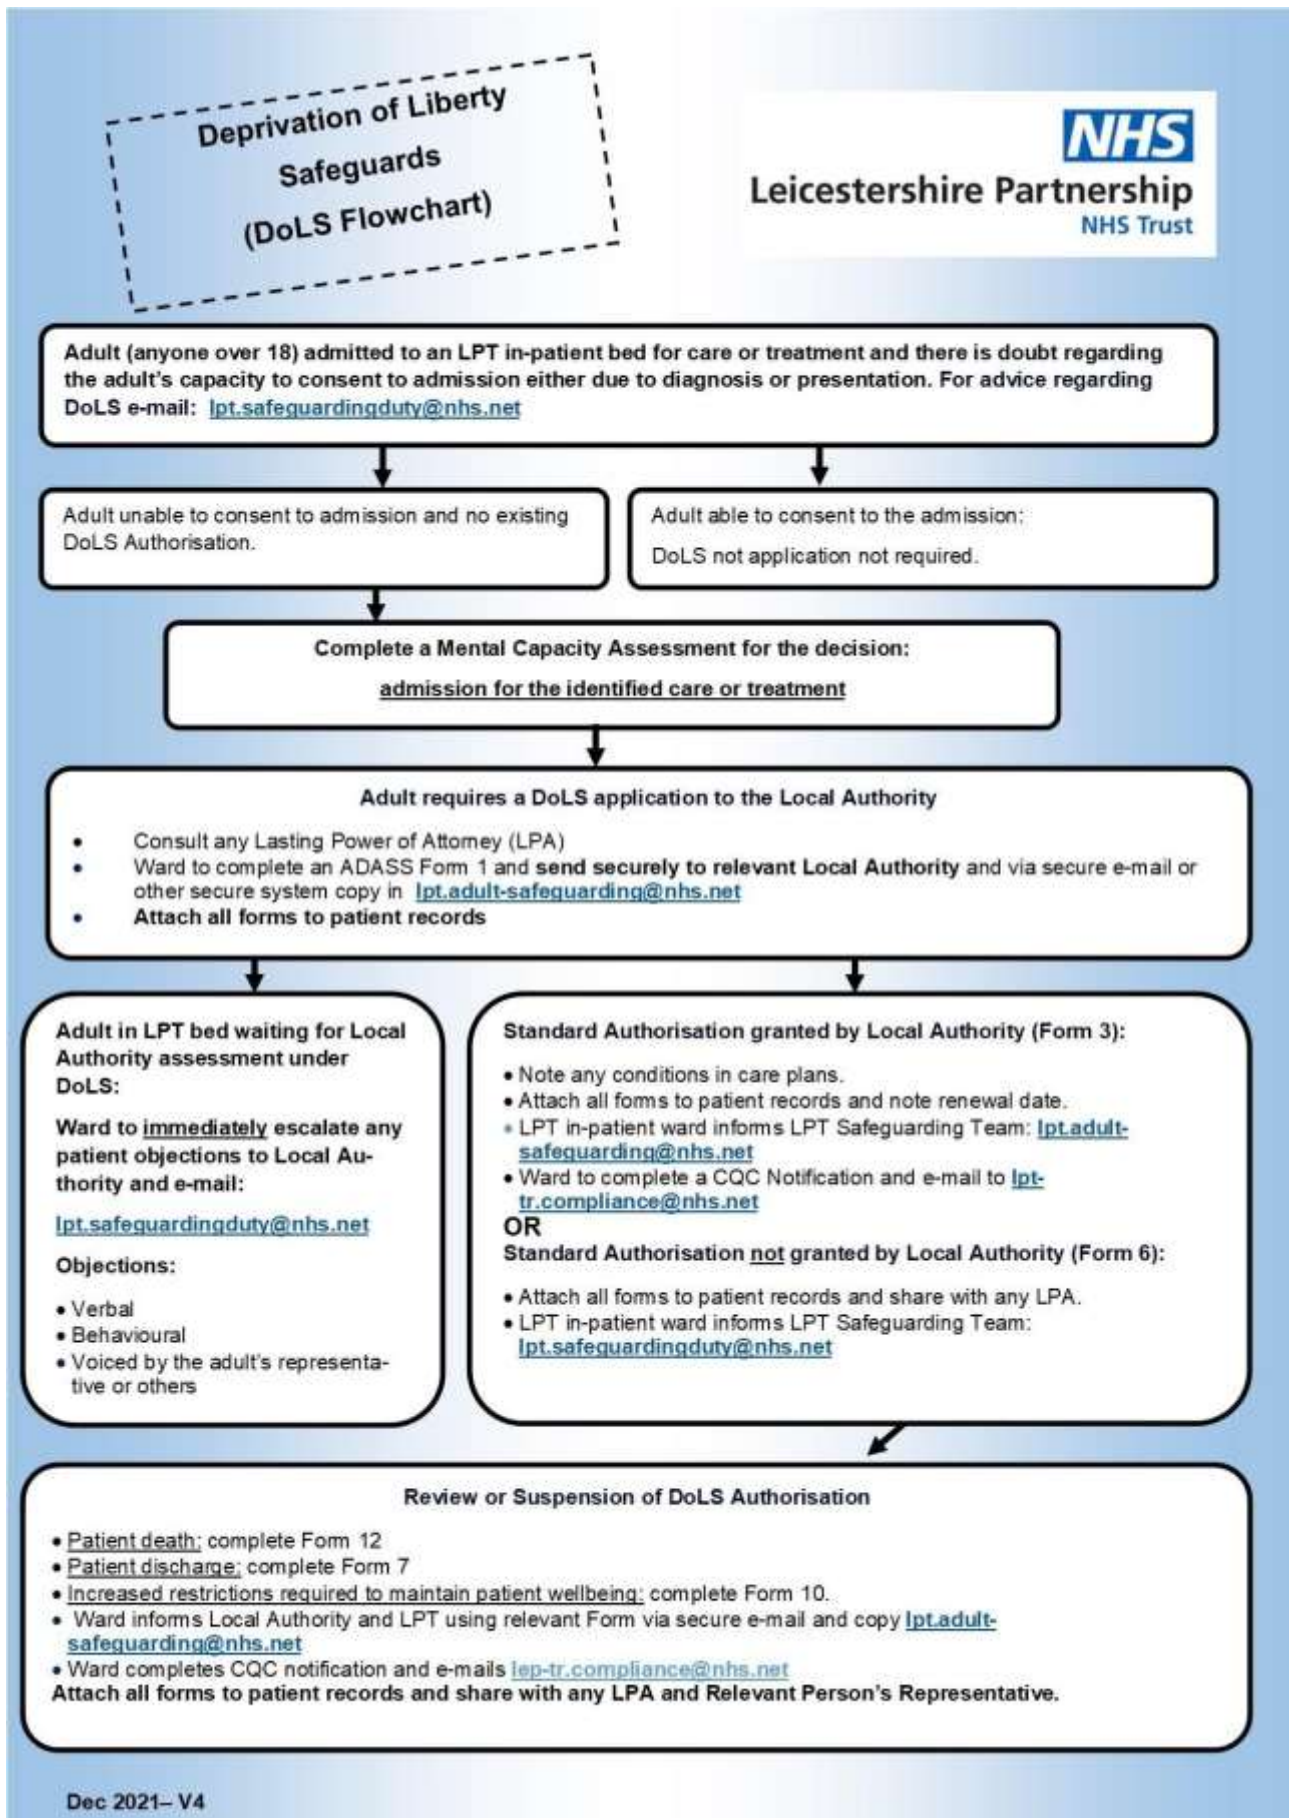 Deprivation of Liberty
Safeguards
(DoLS Flowchart)
NHS
Leicestershire Partnership
NHS Trust
Adult (anyone over 18) admitted to an LPT in-patient bed for care or treatment and there is doubt regarding
the adult's capacity to consent to admission either due to diagnosis or presentation. For advice regarding
DoLS e-mail: lpt.safeguardingduty@nhs.net
Adult unable to consent to admission and no existing
DoLS Authorisation.
Adult able to consent to the admission:
DoLS not application not required.
Complete a Mental Capacity Assessment for the decision:
admission for the identified care or treatment
Adult requires a DoLS application to the Local Authority
• Consult any Lasting Power of Attorney (LPA)
• Ward to complete an ADASS Form 1 and send securely to relevant Local Authority and via secure e-mail or
other secure system copy in lpt.adult-safeguarding@nhs.net
• Attach all forms to patient records
Adult in LPT bed waiting for Local
Authority assessment under
DoLS:
Ward to immediately escalate any
patient objections to Local Au-
thority and e-mail:
lpt.safeguardingduty@nhs.net
Objections:
• Verbal
• Behavioural
• Voiced by the adult's representa-
tive or others
Standard Authorisation granted by Local Authority (Form 3):
• Note any conditions in care plans.
• Attach all forms to patient records and note renewal date.
• LPT in-patient ward informs LPT Safeguarding Team: lpt.adult-
safeguarding@nhs.net
• Ward to complete a CQC Notification and e-mail to lpt-
tr.compliance@nhs.net
OR
Standard Authorisation not granted by Local Authority (Form 6):
• Attach all forms to patient records and share with any LPA.
• LPT in-patient ward informs LPT Safeguarding Team:
lpt.safeguardingduty@nhs.net
Review or Suspension of DoLS Authorisation
• Patient death: complete Form 12
• Patient discharge: complete Form 7
• Increased restrictions required to maintain patient wellbeing: complete Form 10.
• Ward informs Local Authority and LPT using relevant Form via secure e-mail and copy lpt.adult-
safeguarding@nhs.net
• Ward completes CQC notification and e-mails lep-tr.compliance@nhs.net
Attach all forms to patient records and share with any LPA and Relevant Person's Representative.
Dec 2021– V4